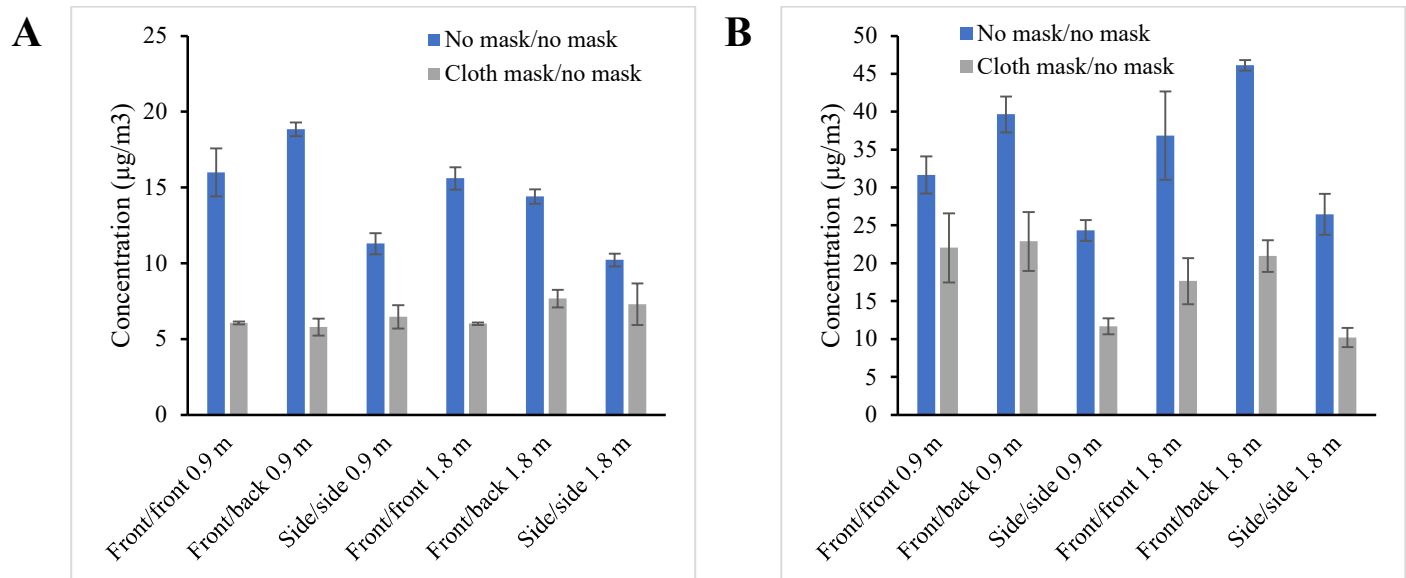 A
25
20
15
10
5
0
Concentration (µg/m3)
No mask/no mask
Cloth mask/no mask
Front/front 0.9 m
Front/back 0.9 m
Side/side 0.9 m
Front/front 1.8 m
Front/back 1.8 m
Side/side 1.8 m
B
50
45
40
35
30
25
20
15
10
5
0
Concentration (µg/m3)
No mask/no mask
Cloth mask/no mask
Front/front 0.9 m
Front/back 0.9 m
Side/side 0.9 m
Front/front 1.8 m
Front/back 1.8 m
Side/side 1.8 m